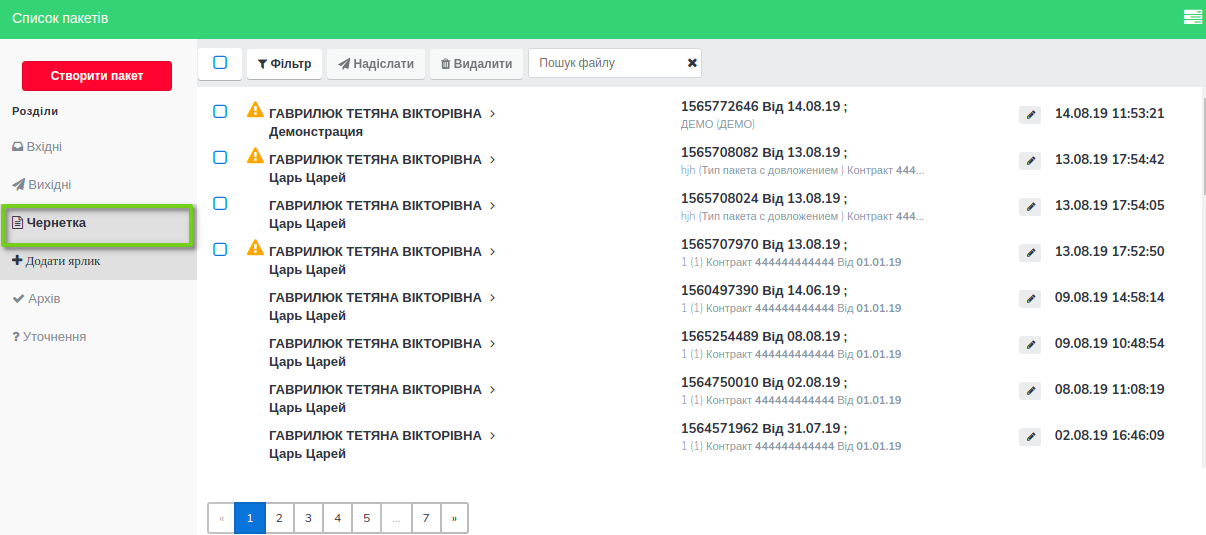 Список пакетів
Створити пакет
Розділи
Вхідні
Вихідні
Чернетка
Додати ярлик
Архів
? Уточнення
Фільтр
Надіслати
Видалити
Пошук файлу
ГАВРИЛЮК ТЕТЯНА ВІКТОРІВНА
Демонстрация
1565772646 Від 14.08.19 ;
ДЕМО (ДЕМО)
14.08.19 11:53:21
ГАВРИЛЮК ТЕТЯНА ВІКТОРІВНА
Царь Царей
1565708082 Від 13.08.19 ;
hjh (Тип пакета с довложением ) Контракт 444...
13.08.19 17:54:42
ГАВРИЛЮК ТЕТЯНА ВІКТОРІВНА
Царь Царей
1565708024 Від 13.08.19 ;
hjh (Тип пакета с довложением ) Контракт 444...
13.08.19 17:54:05
ГАВРИЛЮК ТЕТЯНА ВІКТОРІВНА
Царь Царей
1565707970 Від 13.08.19 ;
1 (1) Контракт 444444444444 Від 01.01.19
13.08.19 17:52:50
ГАВРИЛЮК ТЕТЯНА ВІКТОРІВНА
Царь Царей
1560497390 Від 14.06.19 ;
1 (1) Контракт 444444444444 Від 01.01.19
09.08.19 14:58:14
ГАВРИЛЮК ТЕТЯНА ВІКТОРІВНА
Царь Царей
1565254489 Від 08.08.19 ;
1 (1) Контракт 444444444444 Від 01.01.19
09.08.19 10:48:54
ГАВРИЛЮК ТЕТЯНА ВІКТОРІВНА
Царь Царей
1564750010 Від 02.08.19 ;
1 (1) Контракт 444444444444 Від 01.01.19
08.08.19 11:08:19
ГАВРИЛЮК ТЕТЯНА ВІКТОРІВНА
Царь Царей
1564571962 Від 31.07.19 ;
1 (1) Контракт 444444444444 Від 01.01.19
02.08.19 16:46:09
« 1 2 3 4 5 ... 7 »